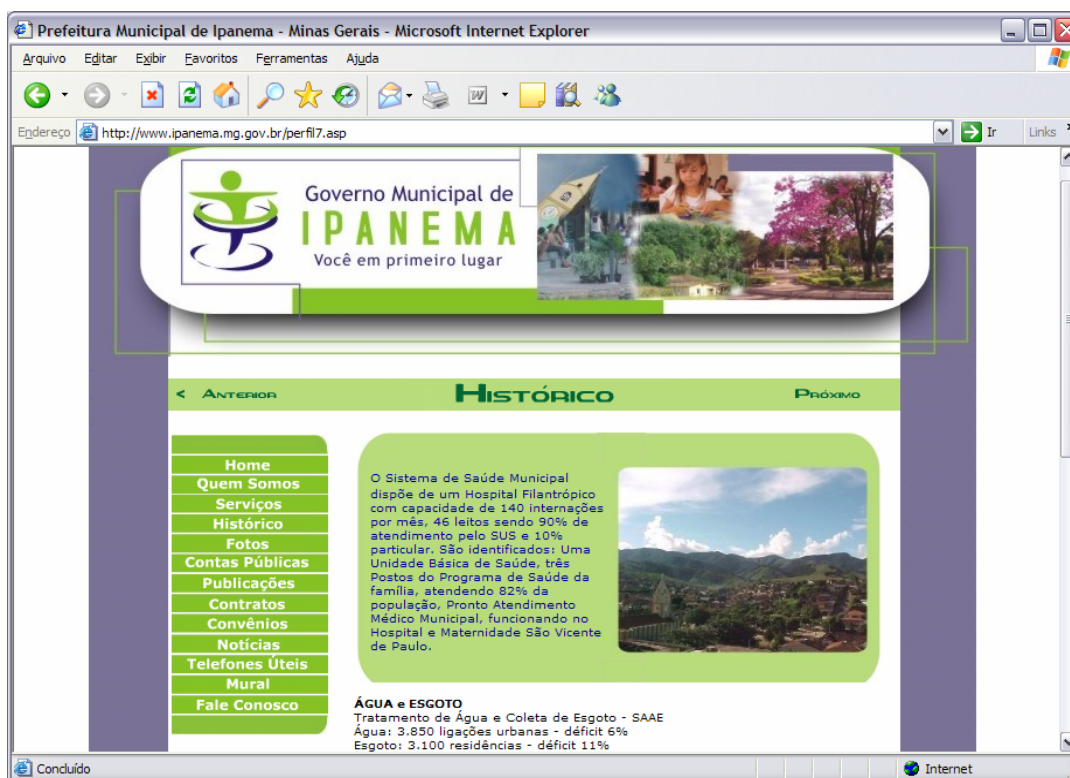 Prefeitura Municipal de Ipanema - Minas Gerais - Microsoft Internet Explorer
Arquivo Editar Exibir Favoritos Ferramentas Ajuda
Endereço http://www.ipanema.mg.gov.br/perfil7.asp Ir Links
Governo Municipal de
IPANEMA
Você em primeiro lugar
< Anterior Histórico Próximo
Home
Quem Somos
Serviços
Histórico
Fotos
Contas Públicas
Publicações
Contratos
Convênios
Notícias
Telefones Úteis
Mural
Fale Conosco
O Sistema de Saúde Municipal
dispõe de um Hospital Filantrópico
com capacidade de 140 internações
por mês, 46 leitos sendo 90% de
atendimento pelo SUS e 10%
particular. São identificados: Uma
Unidade Básica de Saúde, três
Postos do Programa de Saúde da
família, atendendo 82% da
população, Pronto Atendimento
Médico Municipal, funcionando no
Hospital e Maternidade São Vicente
de Paulo.
ÁGUA e ESGOTO
Tratamento de Água e Coleta de Esgoto - SAAE
Água: 3.850 ligações urbanas - déficit 6%
Esgoto: 3.100 residências - déficit 11%
Concluído Internet